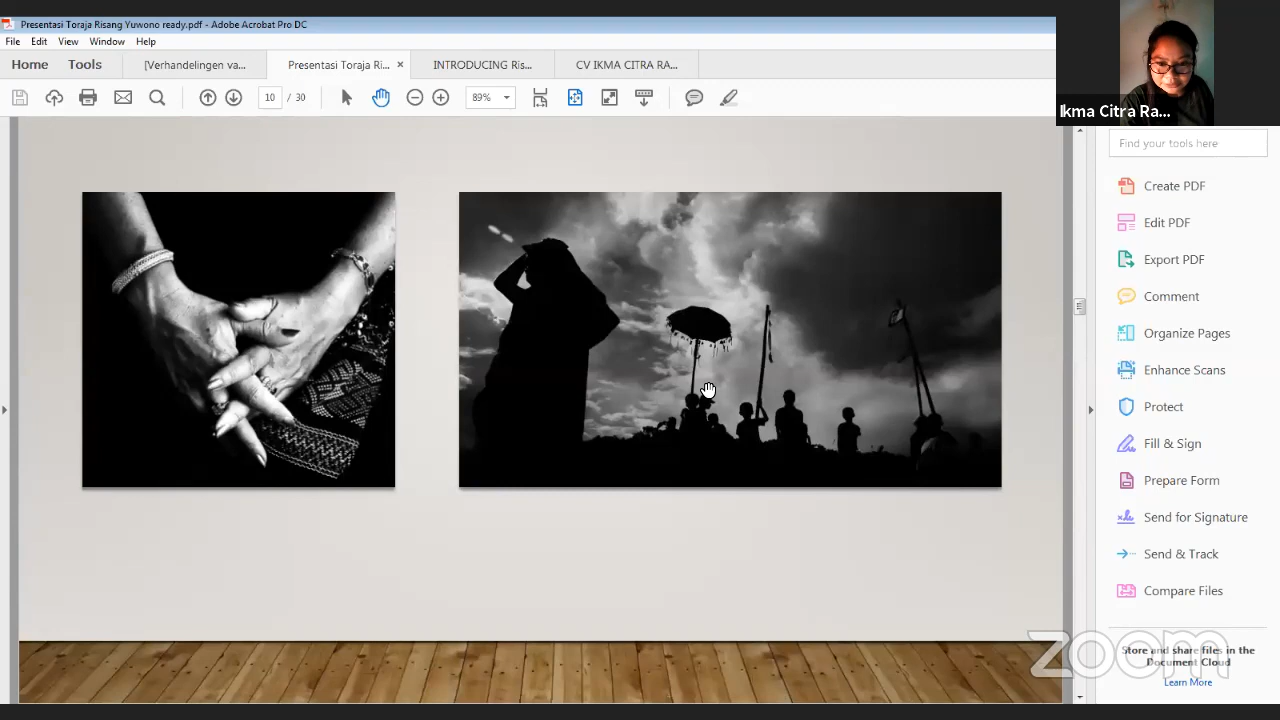 Presentasi Toraja Risang Yuwono ready.pdf - Adobe Acrobat Pro DC
File Edit View Window Help
Home Tools [Verhandelingen va... Presentasi Toraja Ri... × INTRODUCING Ris... CV IKMA CITRA RA...
10 / 30 89%
Ikma Citra Ra...
Find your tools here
Create PDF
Edit PDF
Export PDF
Comment
Organize Pages
Enhance Scans
Protect
Fill & Sign
Prepare Form
Send for Signature
Send & Track
Compare Files
Store and share files in the
Document Cloud
Learn More
zoom